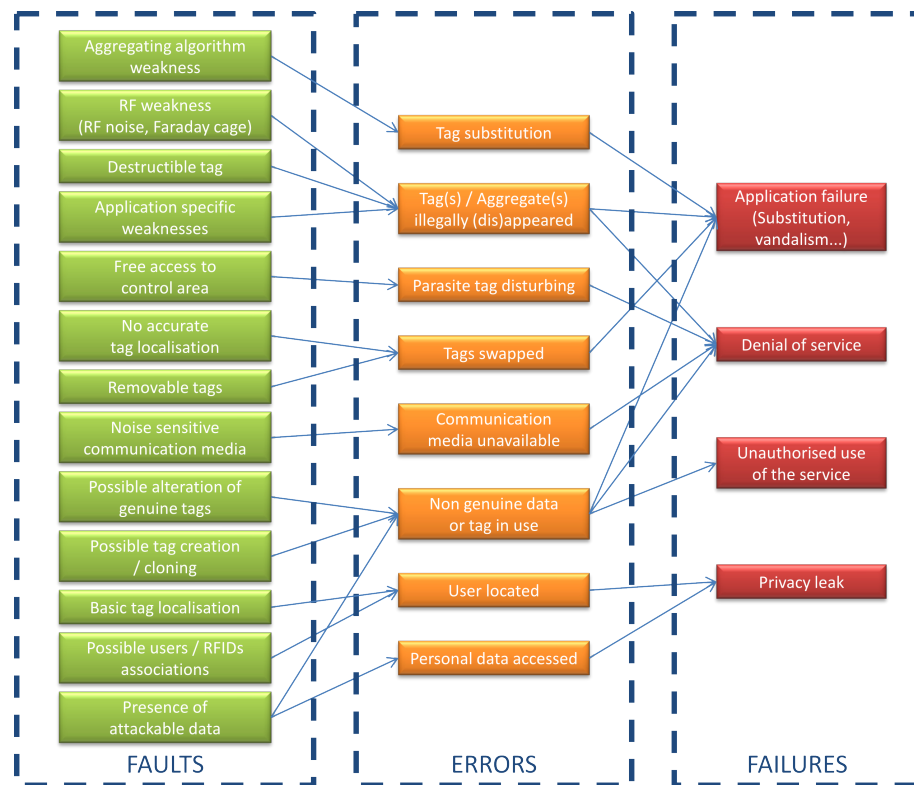 Aggregating algorithm
weakness
RF weakness
(RF noise, Faraday cage)
Destructible tag
Application specific
weaknesses
Free access to
control area
No accurate
tag localisation
Removable tags
Noise sensitive
communication media
Possible alteration of
genuine tags
Possible tag creation
/ cloning
Basic tag localisation
Possible users / RFIDs
associations
Presence of
attackable data
FAULTS
Tag substitution
Tag(s) / Aggregate(s)
illegally (dis)appeared
Parasite tag disturbing
Tags swapped
Communication
media unavailable
Non genuine data
or tag in use
User located
Personal data accessed
ERRORS
Application failure
(Substitution,
vandalism...)
Denial of service
Unauthorised use
of the service
Privacy leak
FAILURES